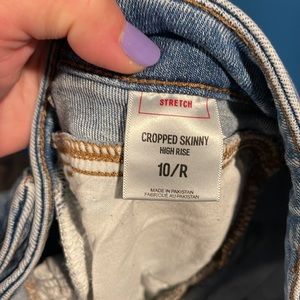 STRETCH
CROPPED SKINNY
HIGH RISE
10/R
MADE IN PAKISTAN
FABRIQUÉ AU PAKISTAN